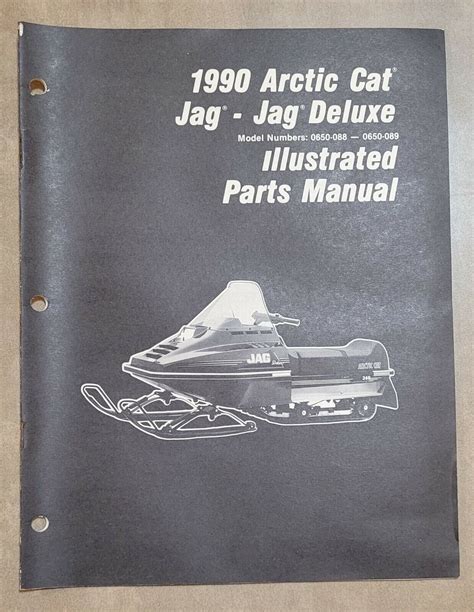 1990 Arctic Cat®
Jag® - Jag® Deluxe
Model Numbers: 0650-088 — 0650-089
Illustrated
Parts Manual
JAG
ARCTIC CAT